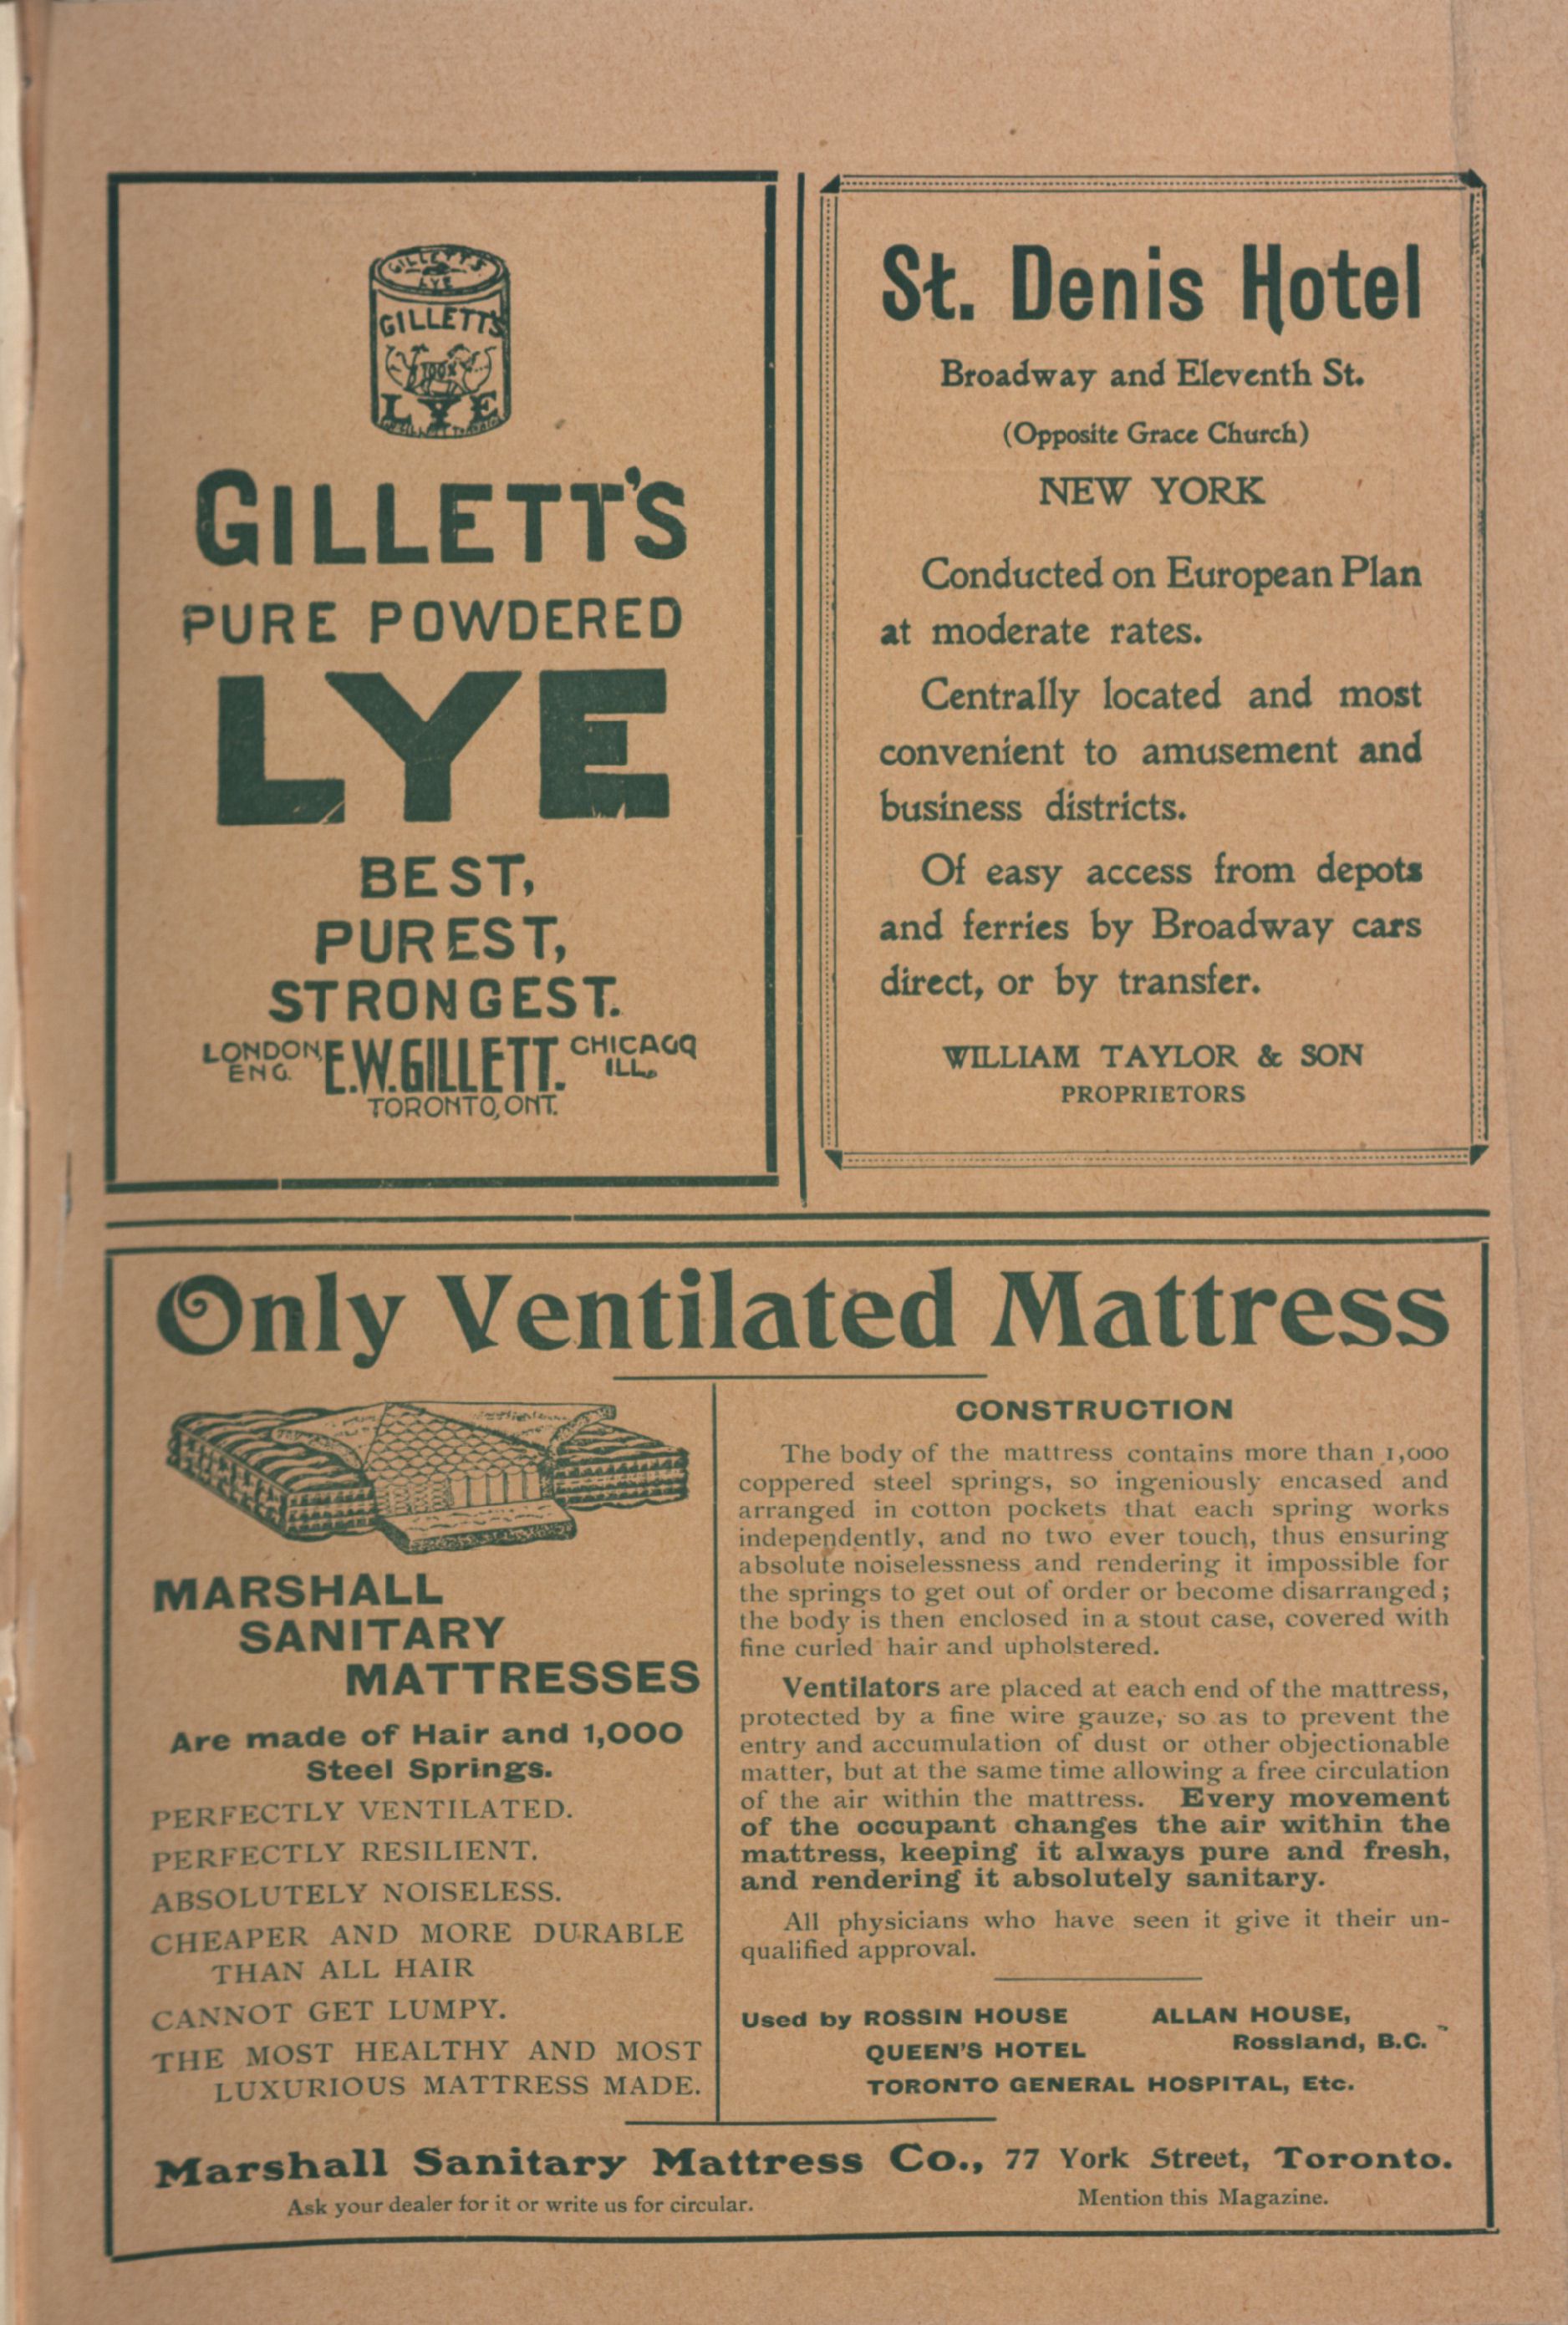 GILLETT'S
LYE
GILLETT'S
100%
LYE
GILLETT'S
PURE POWDERED
LYE
BEST,
PUREST,
STRONGEST.
LONDON, ENG. E.W.GILLETT. CHICAGO, ILL.
TORONTO, ONT.
St. Denis Hotel
Broadway and Eleventh St.
(Opposite Grace Church)
NEW YORK
Conducted on European Plan
at moderate rates.
Centrally located and most
convenient to amusement and
business districts.
Of easy access from depots
and ferries by Broadway cars
direct, or by transfer.
WILLIAM TAYLOR & SON
PROPRIETORS
Only Ventilated Mattress
MARSHALL
SANITARY
MATTRESSES
Are made of Hair and 1,000
Steel Springs.
PERFECTLY VENTILATED.
PERFECTLY RESILIENT.
ABSOLUTELY NOISELESS.
CHEAPER AND MORE DURABLE
THAN ALL HAIR
CANNOT GET LUMPY.
THE MOST HEALTHY AND MOST
LUXURIOUS MATTRESS MADE.
CONSTRUCTION
The body of the mattress contains more than 1,000
coppered steel springs, so ingeniously encased and
arranged in cotton pockets that each spring works
independently, and no two ever touch, thus ensuring
absolute noiselessness and rendering it impossible for
the springs to get out of order or become disarranged;
the body is then enclosed in a stout case, covered with
fine curled hair and upholstered.
Ventilators are placed at each end of the mattress,
protected by a fine wire gauze, so as to prevent the
entry and accumulation of dust or other objectionable
matter, but at the same time allowing a free circulation
of the air within the mattress. Every movement
of the occupant changes the air within the
mattress, keeping it always pure and fresh,
and rendering it absolutely sanitary.
All physicians who have seen it give it their un-
qualified approval.
Used by ROSSIN HOUSE ALLAN HOUSE,
QUEEN'S HOTEL Rossland, B.C.
TORONTO GENERAL HOSPITAL, Etc.
Marshall Sanitary Mattress Co., 77 York Street, Toronto.
Ask your dealer for it or write us for circular. Mention this Magazine.